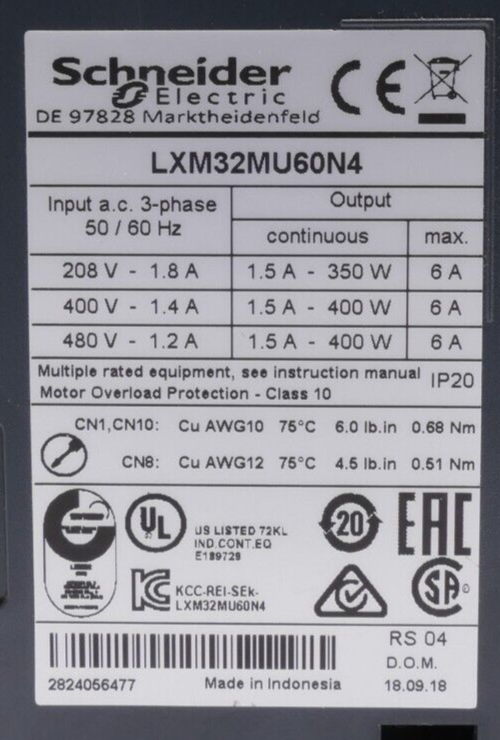 Schneider
Electric
DE 97828 Marktheidenfeld
CE
LXM32MU60N4
Input a.c. 3-phase
50 / 60 Hz
Output
continuous max.
208 V - 1.8 A 1.5 A - 350 W 6 A
400 V - 1.4 A 1.5 A - 400 W 6 A
480 V - 1.2 A 1.5 A - 400 W 6 A
Multiple rated equipment, see instruction manual
Motor Overload Protection - Class 10
IP20
CN1,CN10: Cu AWG10 75°C 6.0 lb.in 0.68 Nm
CN8: Cu AWG12 75°C 4.5 lb.in 0.51 Nm
UL
US LISTED 72KL
IND.CONT.EQ
E189729
20
EAC
KC
KCC-REI-SEk-
LXM32MU60N4
SA
2824056477
Made in Indonesia
RS 04
D.O.M.
18.09.18